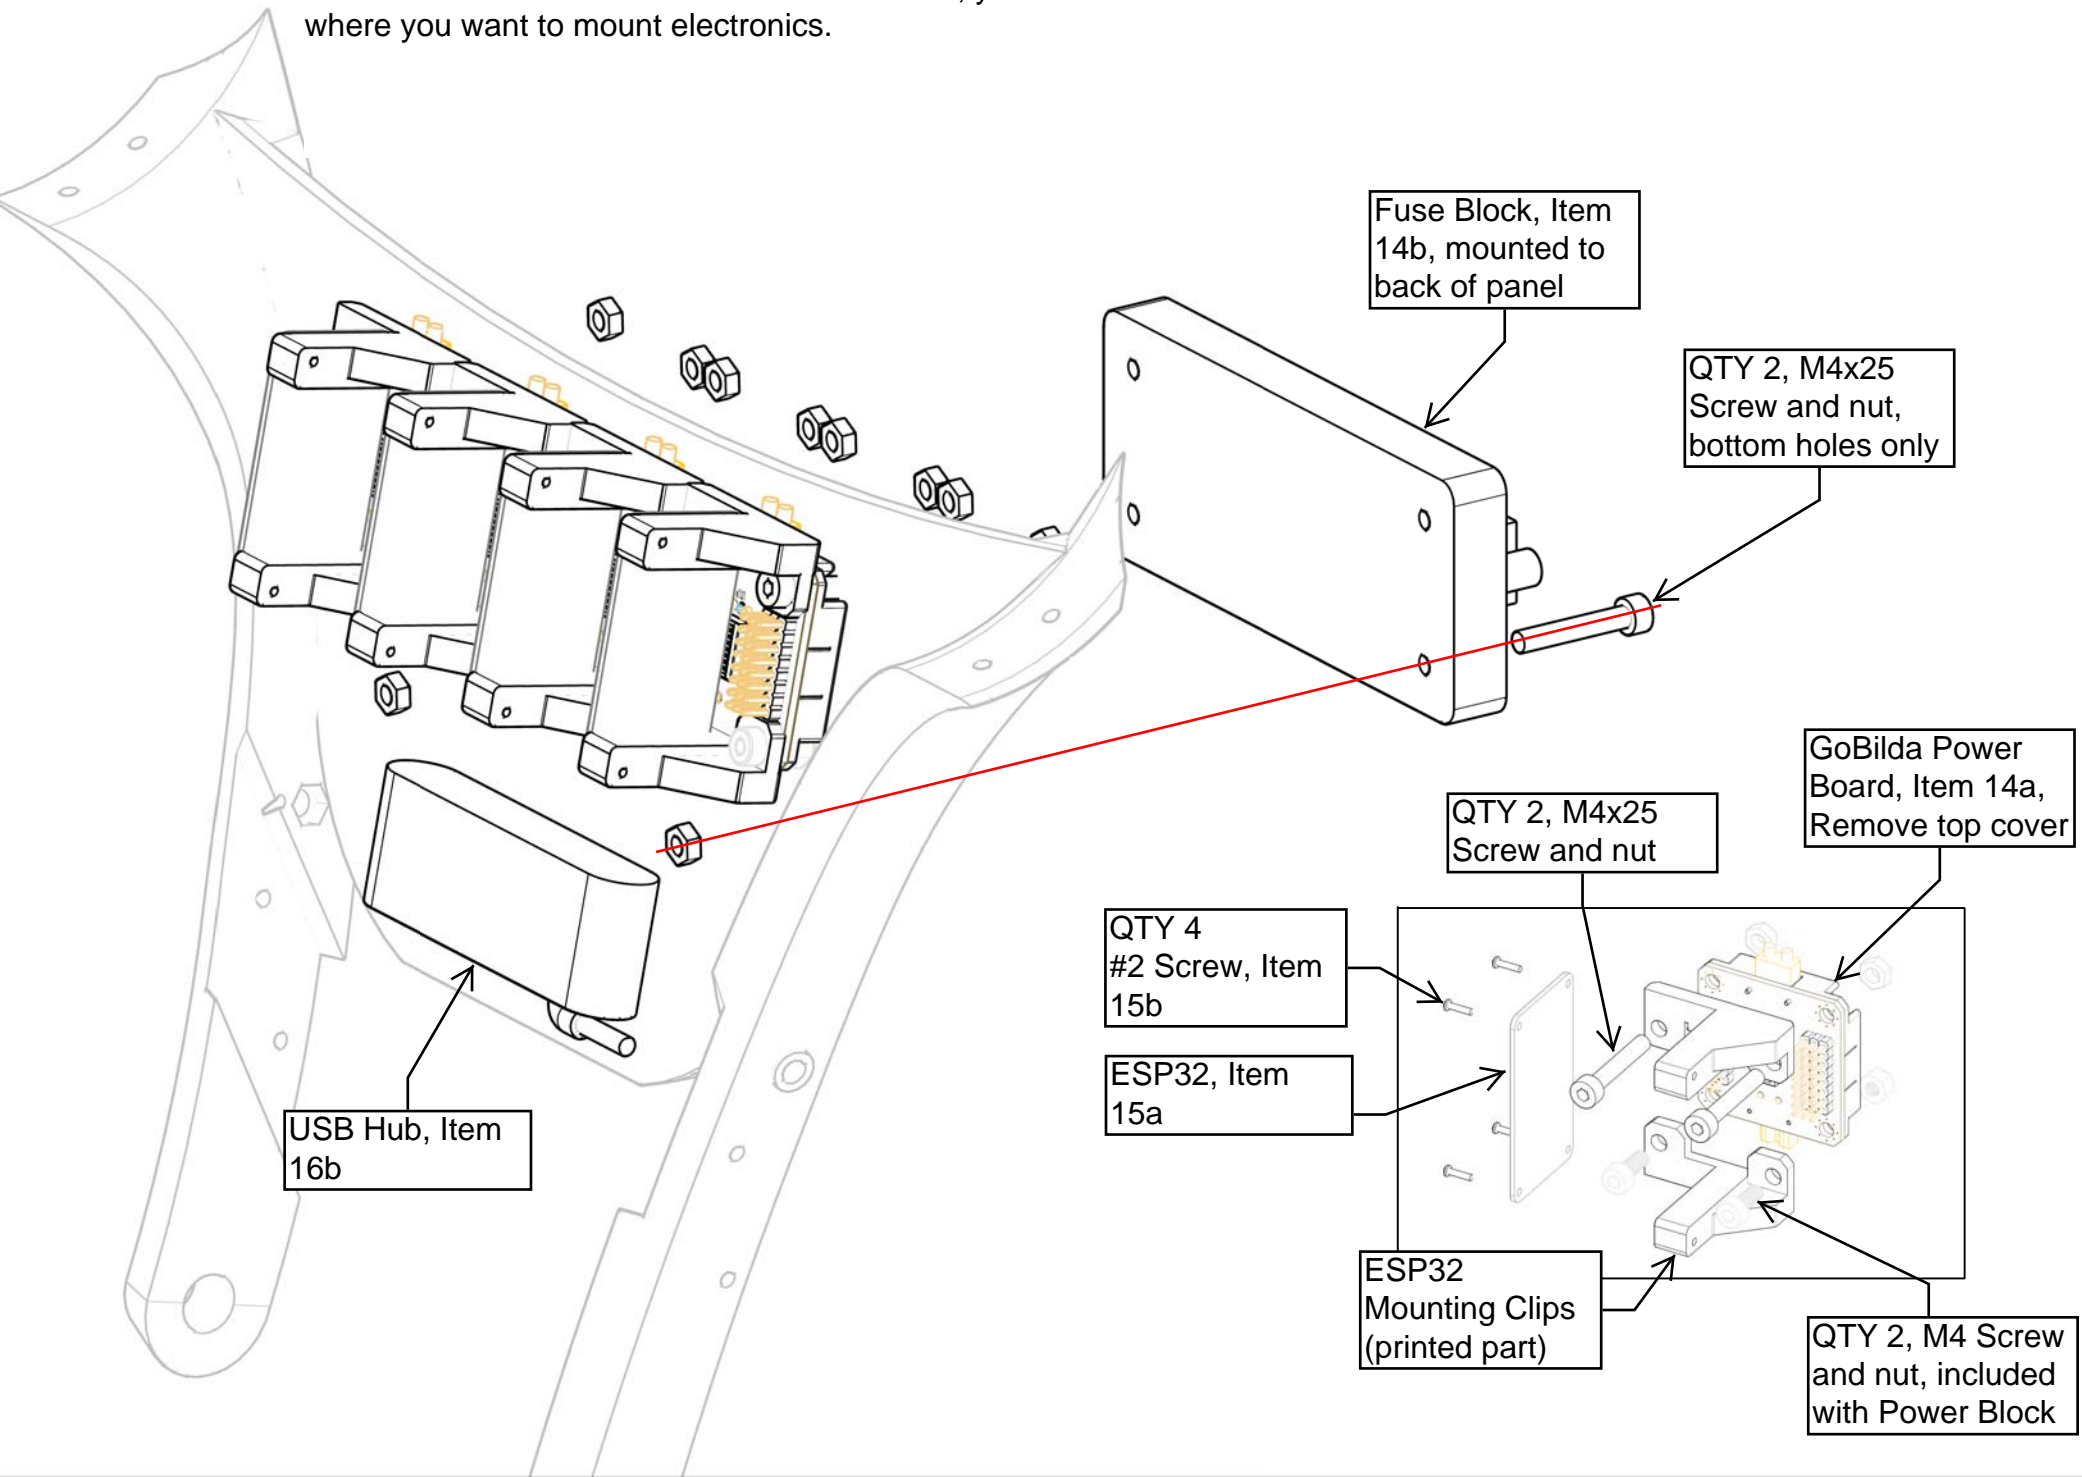 where you want to mount electronics.
Fuse Block, Item
14b, mounted to
back of panel
QTY 2, M4x25
Screw and nut,
bottom holes only
GoBilda Power
Board, Item 14a,
Remove top cover
QTY 2, M4x25
Screw and nut
QTY 4
#2 Screw, Item
15b
ESP32, Item
15a
USB Hub, Item
16b
ESP32
Mounting Clips
(printed part)
QTY 2, M4 Screw
and nut, included
with Power Block